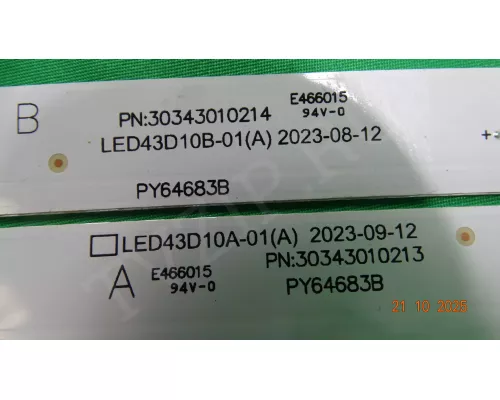 B
PN:30343010214 E466015
94V-0
LED43D10B-01(A) 2023-08-12
PY64683B
LED43D10A-01(A) 2023-09-12
PN:30343010213
A E466015
94V-0
PY64683B
21 10 2025